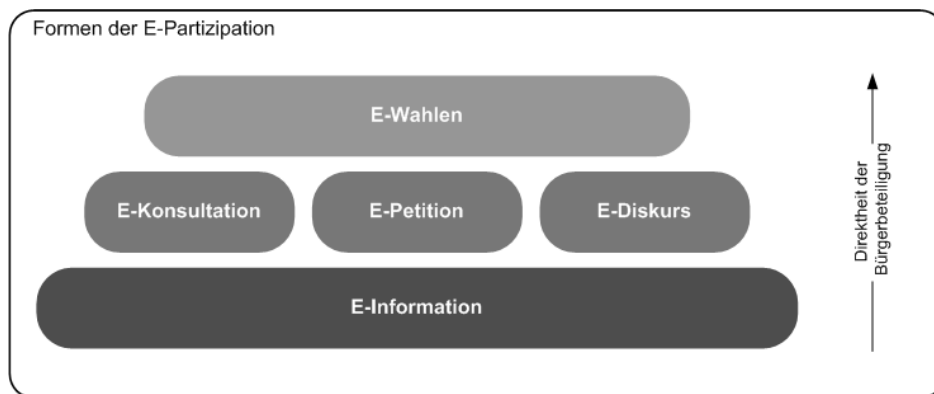 Formen der E-Partizipation
E-Wahlen
E-Konsultation
E-Petition
E-Diskurs
E-Information
Direktheit der
Bürgerbeteiligung